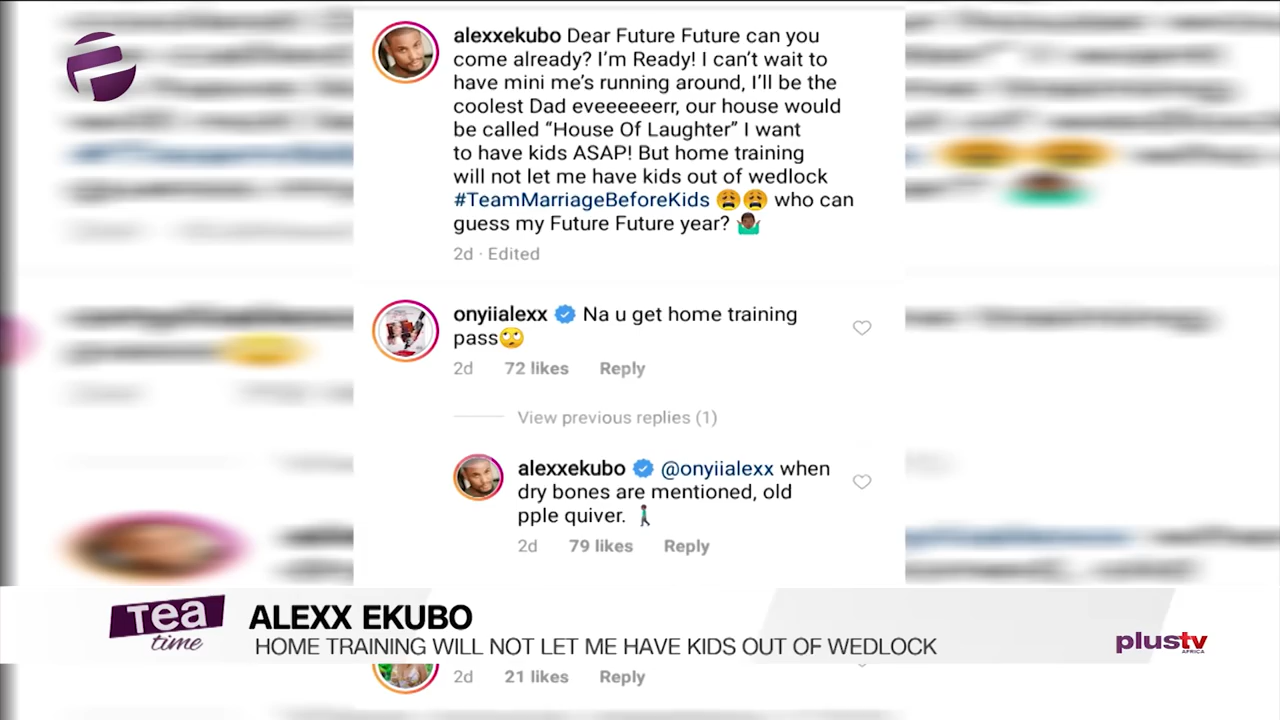 alexxekubo Dear Future Future can you
come already? I'm Ready! I can't wait to
have mini me's running around, I'll be the
coolest Dad eveeeeeerr, our house would
be called “House Of Laughter” I want
to have kids ASAP! But home training
will not let me have kids out of wedlock
#TeamMarriageBeforeKids 😩😩 who can
guess my Future Future year? 🤷🏾‍♂️
2d · Edited
onyiialexx Na u get home training
pass🙄
2d 72 likes Reply
View previous replies (1)
alexxekubo @onyiialexx when
dry bones are mentioned, old
pple quiver. 🚶🏿‍♂️
2d 79 likes Reply
Tea
time
ALEXX EKUBO
HOME TRAINING WILL NOT LET ME HAVE KIDS OUT OF WEDLOCK
plustv
AFRICA
2d 21 likes Reply